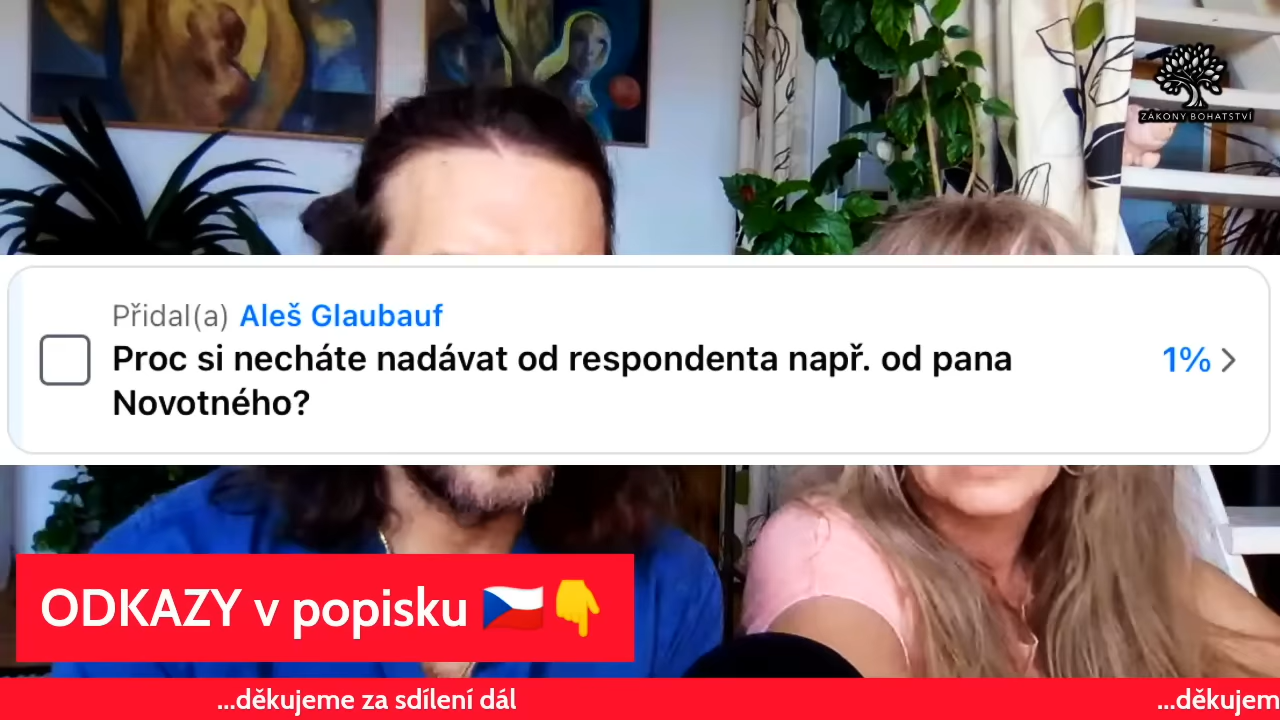 ZÁKONY BOHATSTVÍ
Přidal(a) Aleš Glaubauf
Proc si necháte nadávat od respondenta např. od pana
Novotného?
1%
ODKAZY v popisku 🇨🇿👇
...děkujeme za sdílení dál
...děkujem